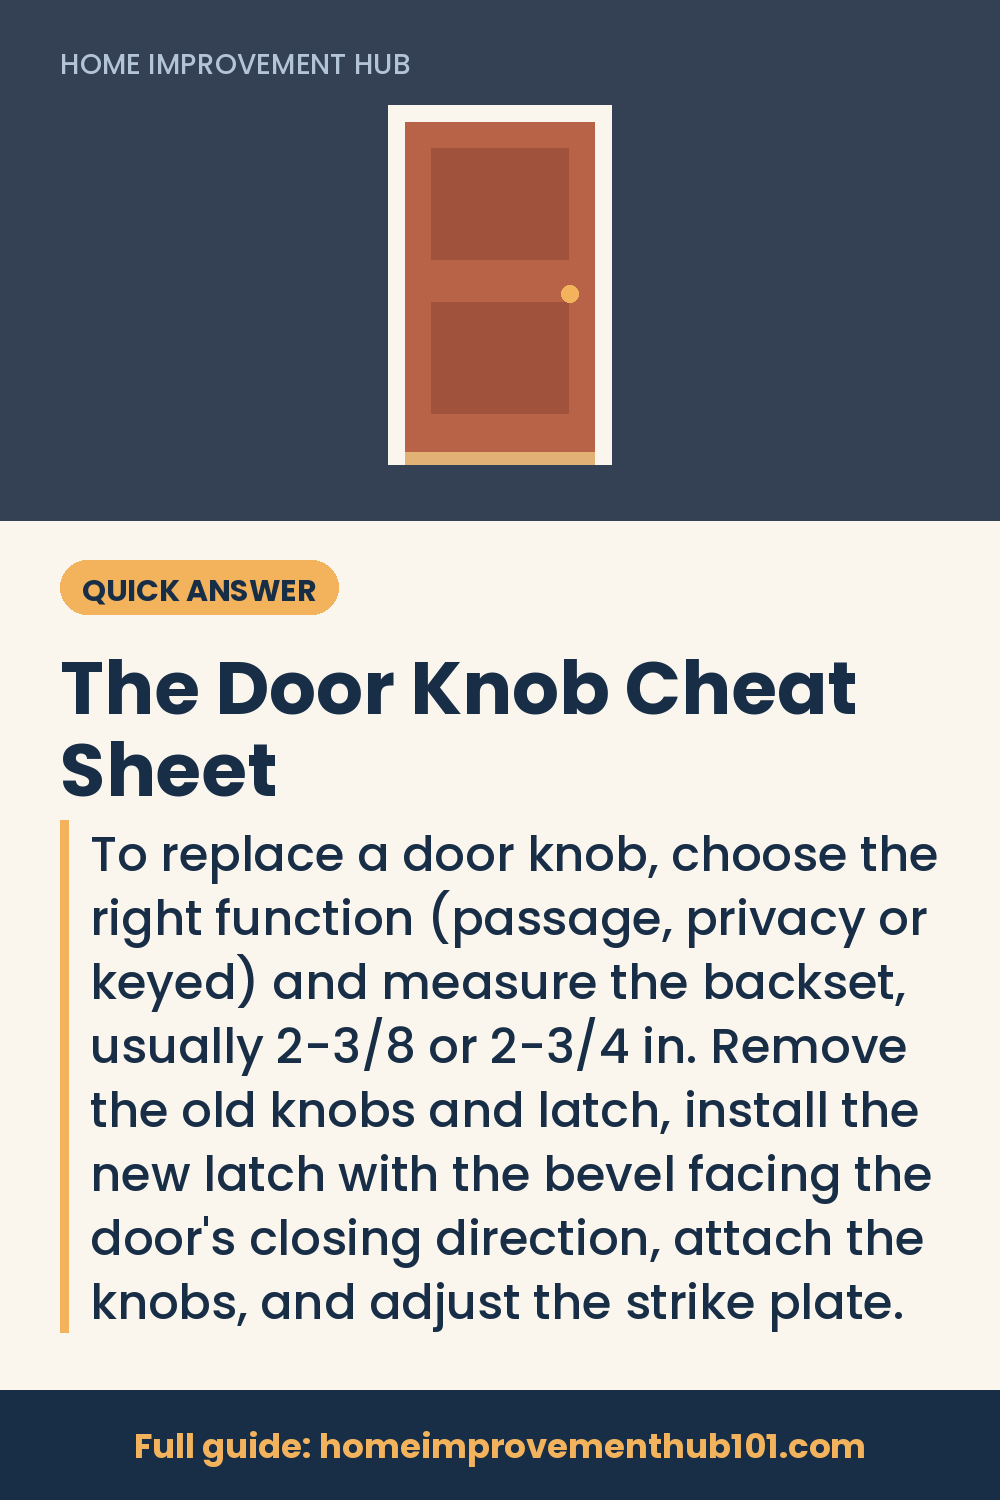 HOME IMPROVEMENT HUB
QUICK ANSWER
The Door Knob Cheat
Sheet
To replace a door knob, choose the
right function (passage, privacy or
keyed) and measure the backset,
usually 2-3/8 or 2-3/4 in. Remove
the old knobs and latch, install the
new latch with the bevel facing the
door's closing direction, attach the
knobs, and adjust the strike plate.
Full guide: homeimprovementhub101.com